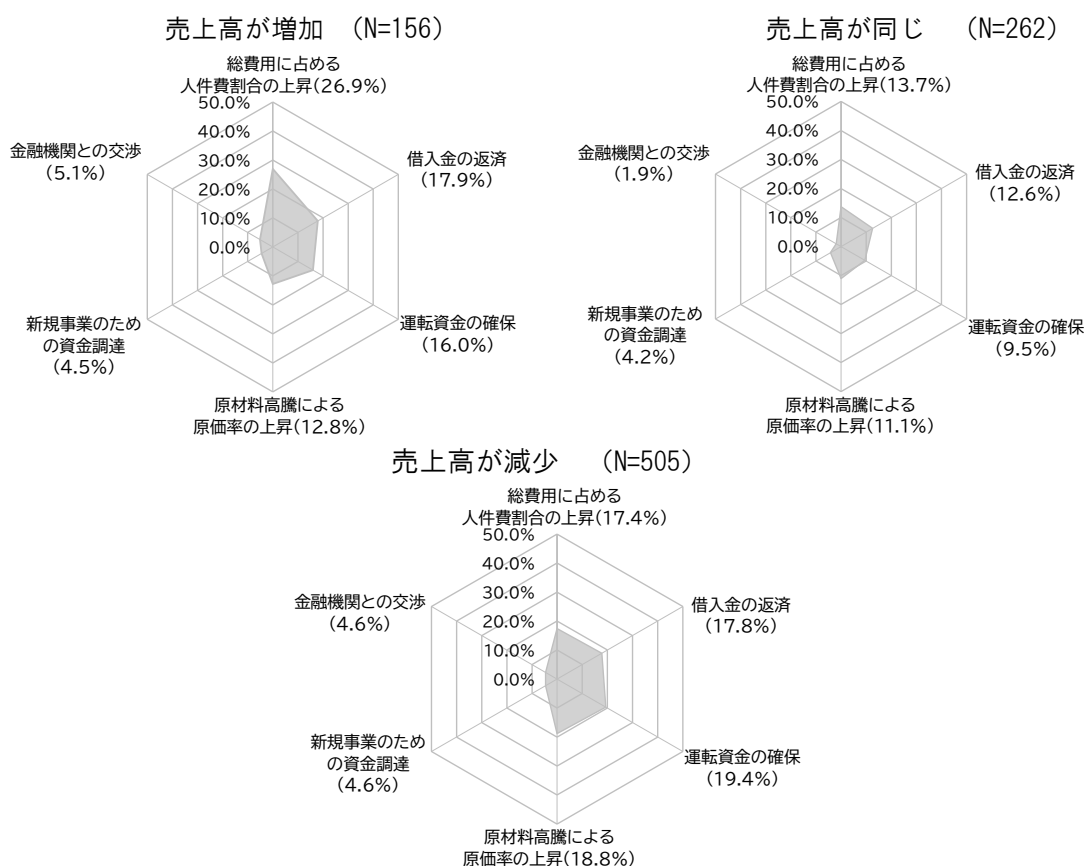 売上高が増加　(N=156)
総費用に占める
人件費割合の上昇(26.9%)
50.0%
40.0%
30.0%
20.0%
10.0%
0.0%
借入金の返済
(17.9%)
運転資金の確保
(16.0%)
原材料高騰による
原価率の上昇(12.8%)
新規事業のため
の資金調達
(4.5%)
金融機関との交渉
(5.1%)
売上高が同じ　(N=262)
総費用に占める
人件費割合の上昇(13.7%)
50.0%
40.0%
30.0%
20.0%
10.0%
0.0%
借入金の返済
(12.6%)
運転資金の確保
(9.5%)
原材料高騰による
原価率の上昇(11.1%)
新規事業のため
の資金調達
(4.2%)
金融機関との交渉
(1.9%)
売上高が減少　(N=505)
総費用に占める
人件費割合の上昇(17.4%)
50.0%
40.0%
30.0%
20.0%
10.0%
0.0%
借入金の返済
(17.8%)
運転資金の確保
(19.4%)
原材料高騰による
原価率の上昇(18.8%)
新規事業のため
の資金調達
(4.6%)
金融機関との交渉
(4.6%)